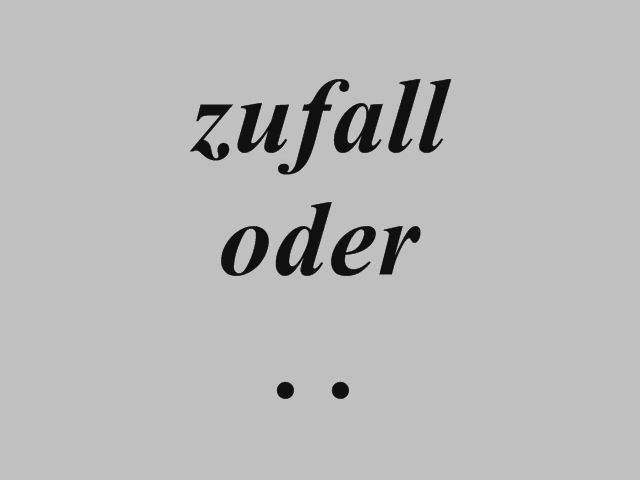 zufall
oder
. .